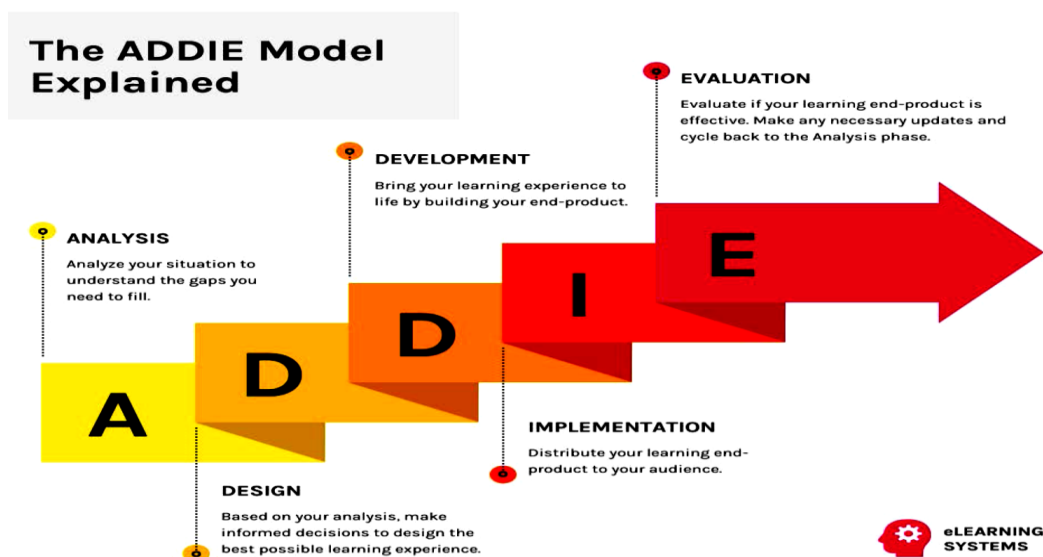 The ADDIE Model
Explained
EVALUATION
Evaluate if your learning end-product is
effective. Make any necessary updates and
cycle back to the Analysis phase.
DEVELOPMENT
Bring your learning experience to
life by building your end-product.
ANALYSIS
Analyze your situation to
understand the gaps you
need to fill.
A
D
D
I
E
IMPLEMENTATION
Distribute your learning end-
product to your audience.
DESIGN
Based on your analysis, make
informed decisions to design the
best possible learning experience.
eLEARNING
SYSTEMS